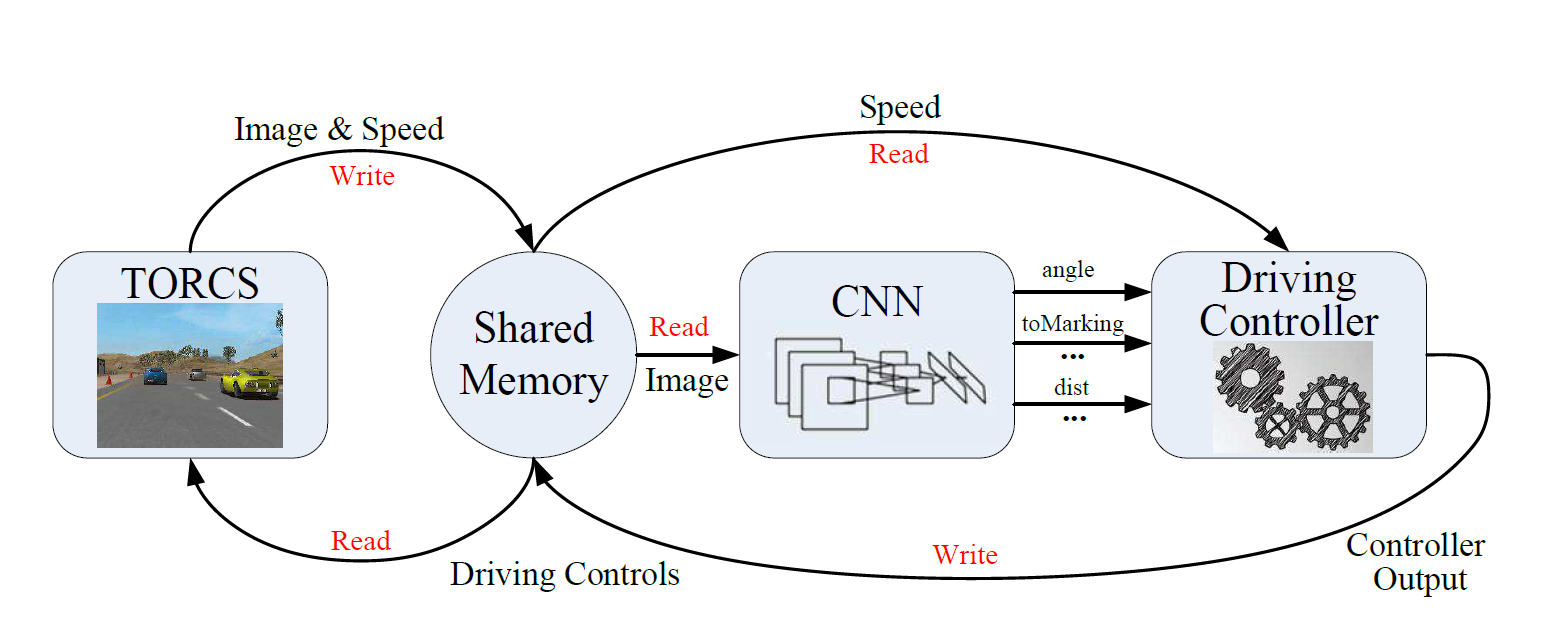 Speed
Image & Speed
Read
Write
TORCS
Shared
Memory
Read
Image
CNN
angle
toMarking
...
dist
...
Driving
Controller
Read
Driving Controls
Write
Controller
Output